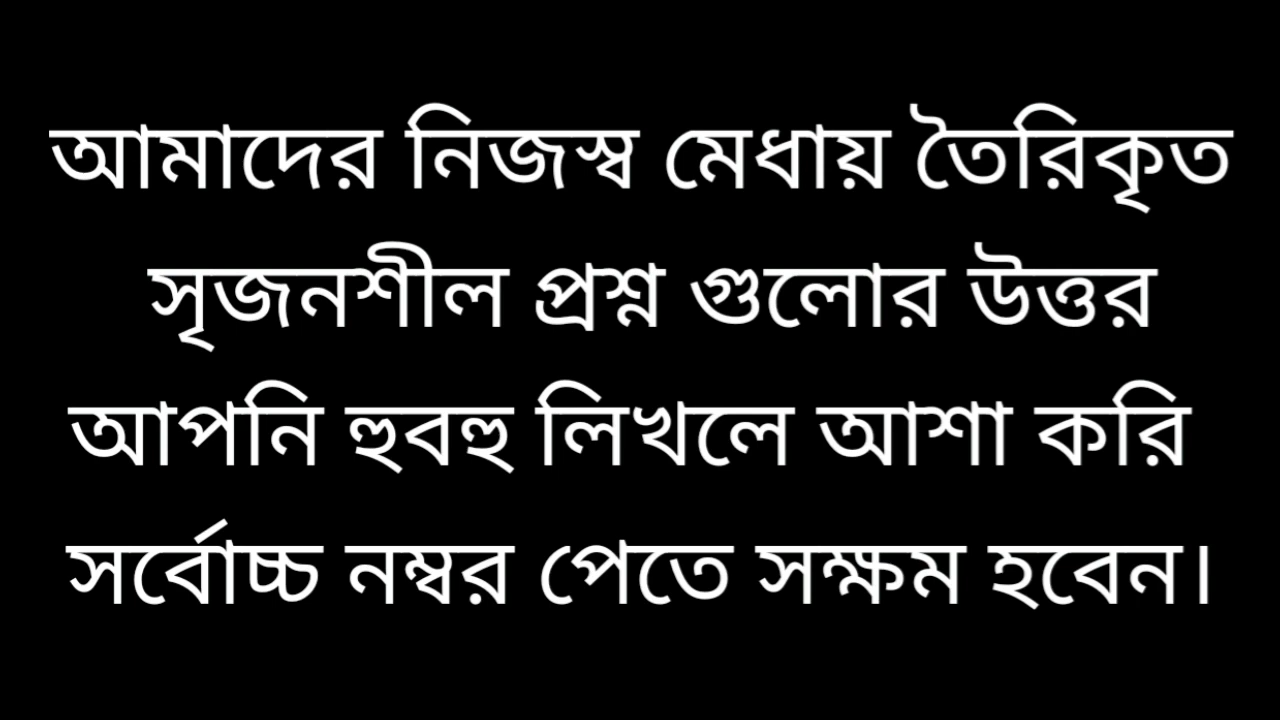 আমাদের নিজস্ব মেধায় তৈরিকৃত
সৃজনশীল প্রশ্ন গুলোর উত্তর
আপনি হুবহু লিখলে আশা করি
সর্বোচ্চ নম্বর পেতে সক্ষম হবেন।